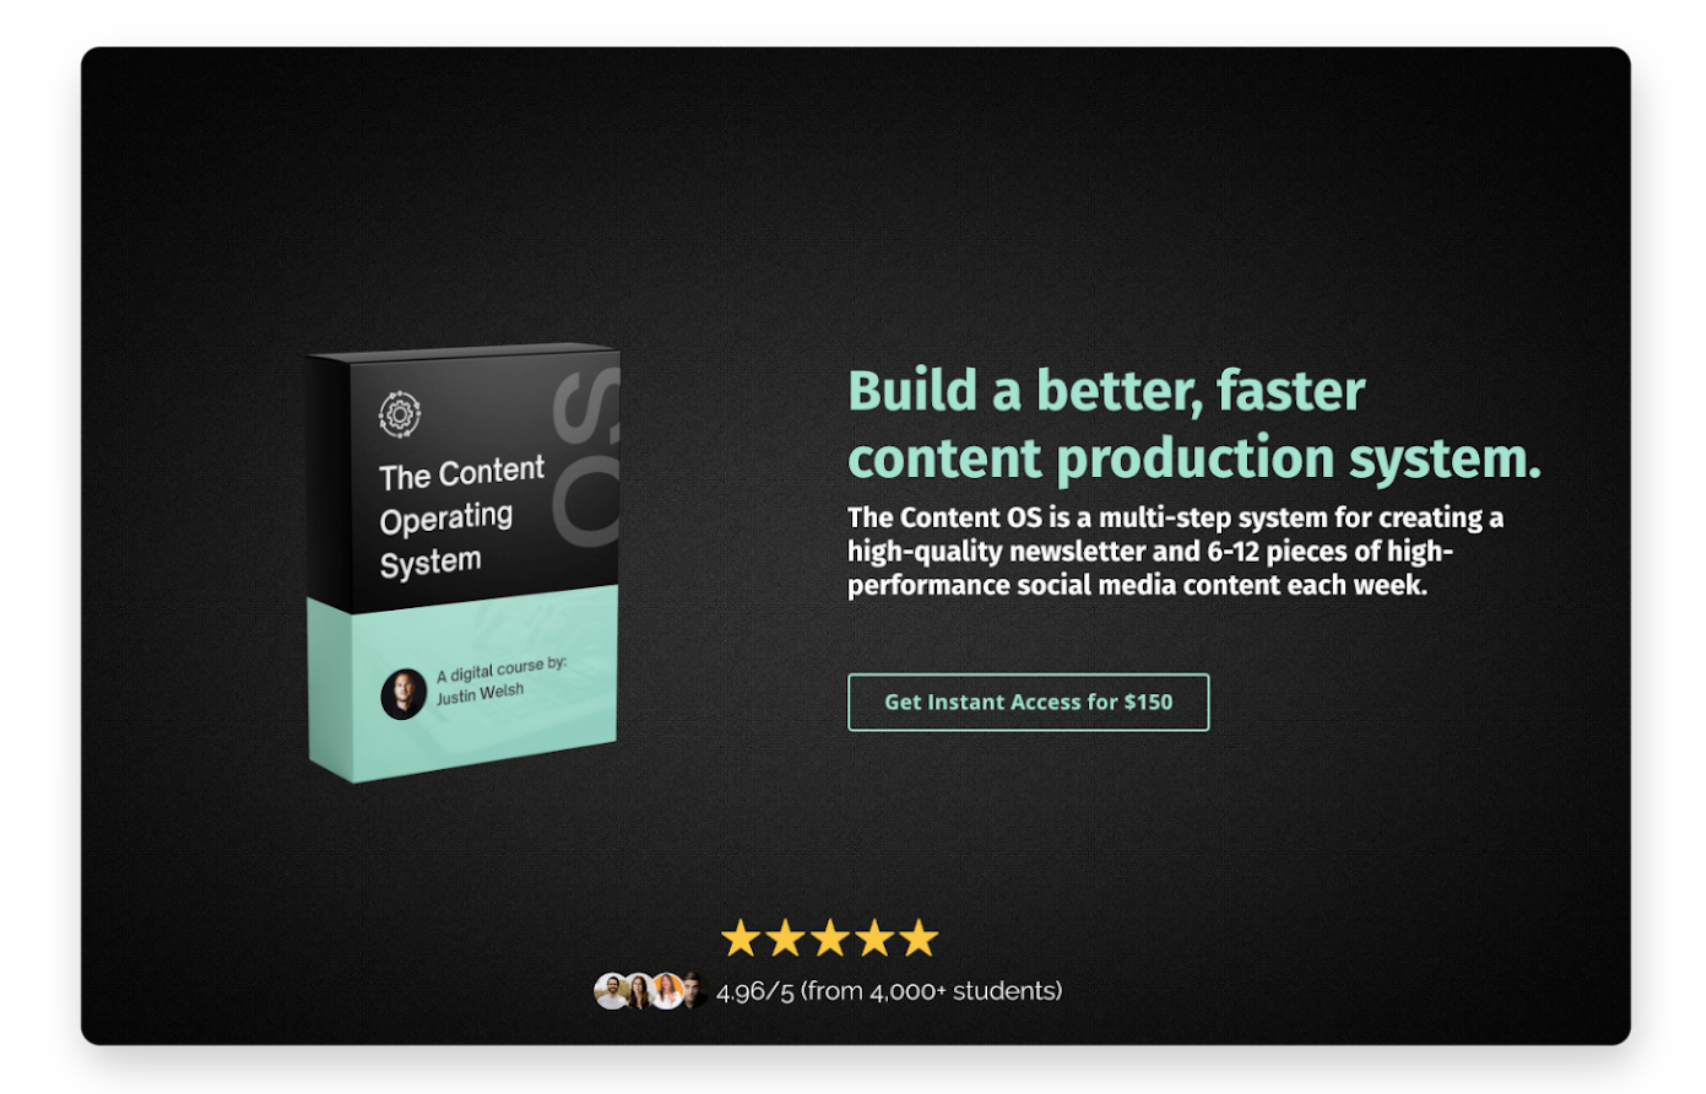 OS
The Content
Operating
System
A digital course by:
Justin Welsh
Build a better, faster
content production system.
The Content OS is a multi-step system for creating a
high-quality newsletter and 6-12 pieces of high-
performance social media content each week.
Get Instant Access for $150
4.96/5 (from 4,000+ students)